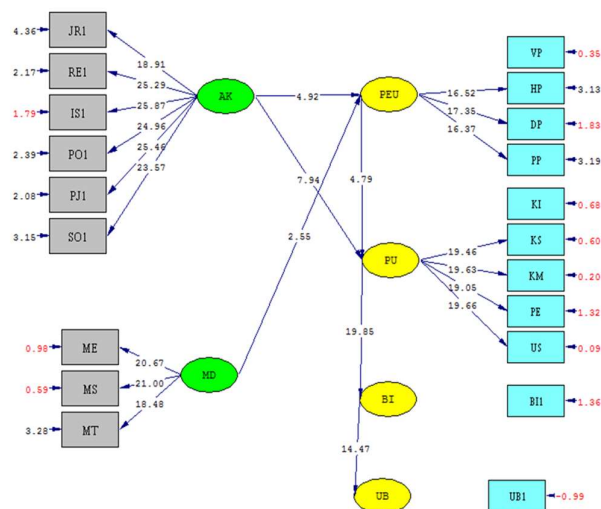 4.36 JR1
2.17 RE1
1.79 IS1
2.39 PO1
2.08 PJ1
3.15 SO1
18.91
25.29
25.87
24.96
25.46
23.57
AK
4.92
7.94
0.98 ME
0.59 MS
3.28 MT
20.67
21.00
18.48
MD
2.55
PEU
16.52
17.35
16.37
4.79
PU
19.46
19.63
19.05
19.66
19.85
BI
14.47
UB
VP 0.35
HP 3.13
DP 1.83
PP 3.19
KI 0.68
KS 0.60
KM 0.20
PE 1.32
US 0.09
BI1 1.36
UB1 -0.99